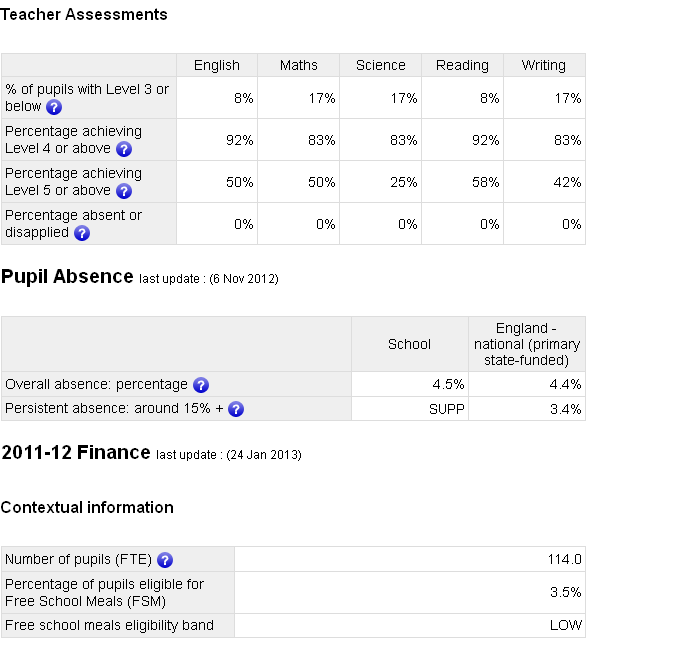 Teacher Assessments
English Maths Science Reading Writing
% of pupils with Level 3 or
below ? 8% 17% 17% 8% 17%
Percentage achieving
Level 4 or above ? 92% 83% 83% 92% 83%
Percentage achieving
Level 5 or above ? 50% 50% 25% 58% 42%
Percentage absent or
disapplied ? 0% 0% 0% 0% 0%
Pupil Absence last update : (6 Nov 2012)
School
England -
national (primary
state-funded)
Overall absence: percentage ? 4.5% 4.4%
Persistent absence: around 15% + ? SUPP 3.4%
2011-12 Finance last update : (24 Jan 2013)
Contextual information
Number of pupils (FTE) ? 114.0
Percentage of pupils eligible for
Free School Meals (FSM) 3.5%
Free school meals eligibility band LOW